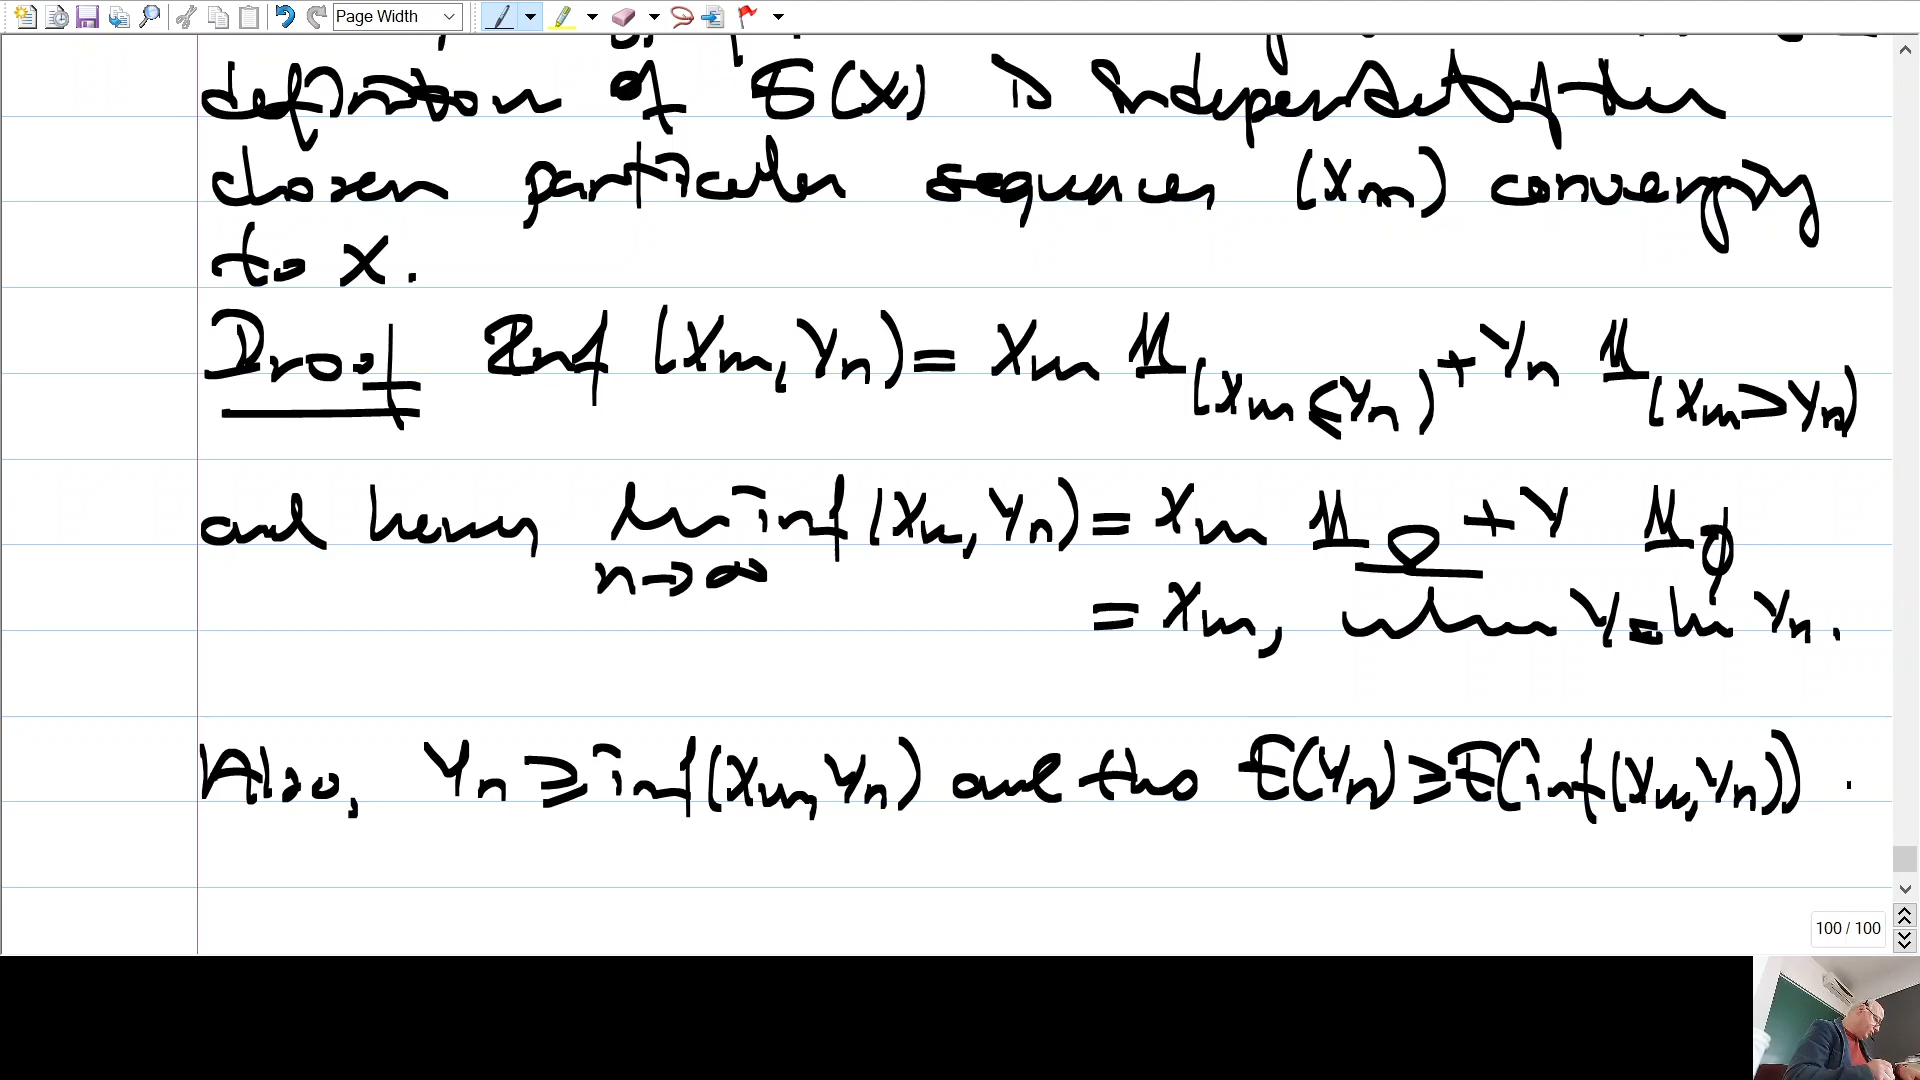 Page Width
definition of E(X) is independent of the
chosen particular sequences (Xm) converging
to X.
Proof Inf (Xm, Yn) = Xm 1(Xm ≤ Yn) + Yn 1(Xm > Yn)
and hence lim inf (Xm, Yn) = Xm 1Ω + Y 1∅
n→∞
= Xm, when Y = lim Yn.
Also, Yn ≥ inf (Xm, Yn) and thus E(Yn) ≥ E(inf (Xm, Yn)) .
100 / 100